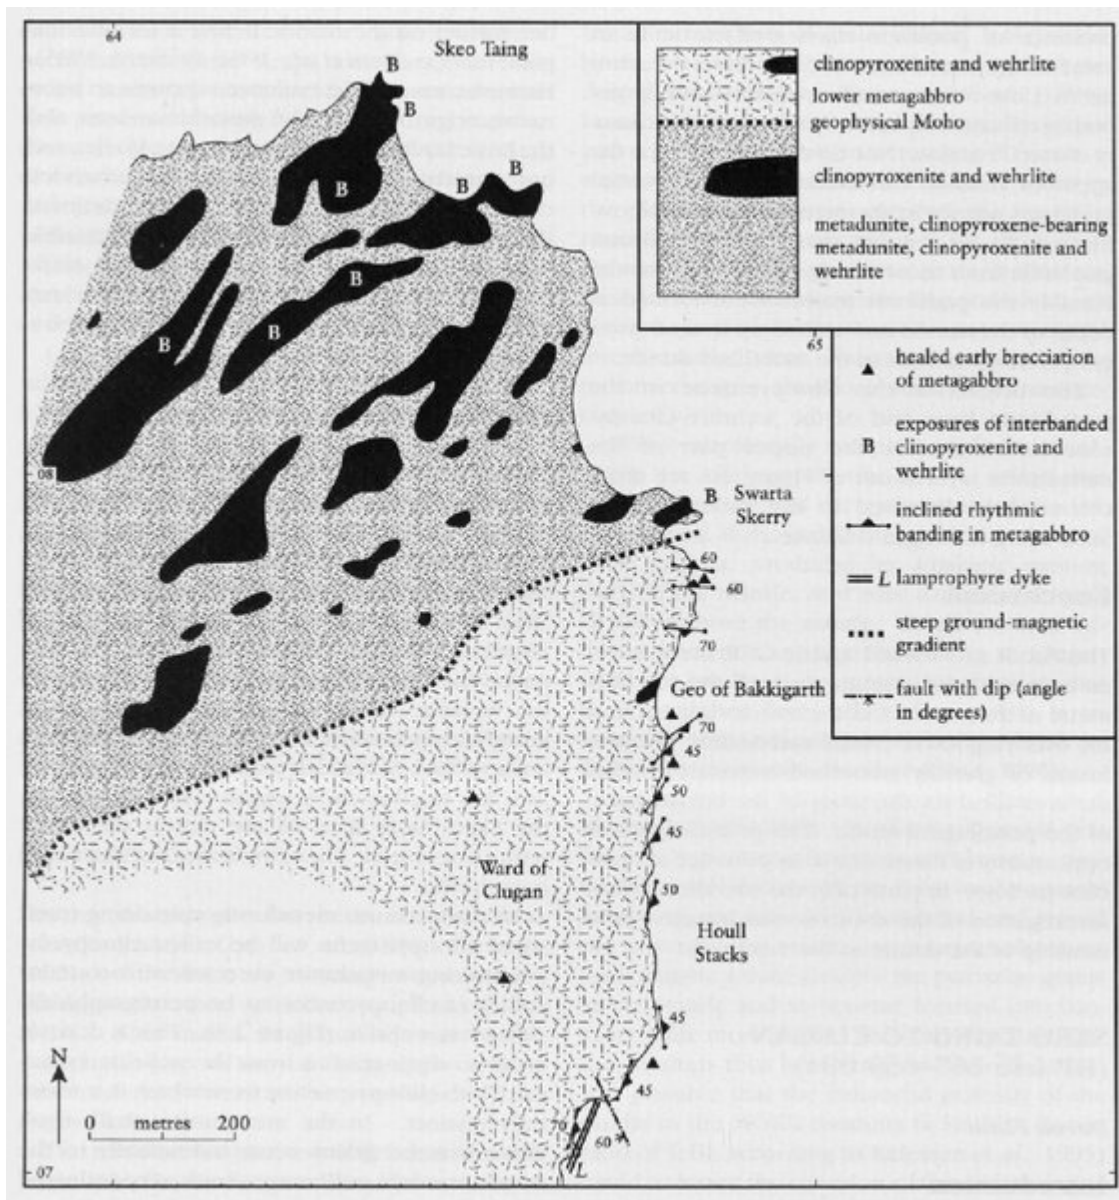 64
Skeo Taing
B
B
B
B
B
B
B
B
B
08
B
Swarta
Skerry
60
60
70
Geo of Bakkigarth
70
45
50
45
50
Ward of
Clugan
Houll
Stacks
45
45
60
L
N
0 metres 200
07
clinopyroxenite and wehrlite
lower metagabbro
geophysical Moho
clinopyroxenite and wehrlite
metadunite, clinopyroxene-bearing
metadunite, clinopyroxenite and
wehrlite
65
healed early brecciation
of metagabbro
exposures of interbanded
B clinopyroxenite and
wehrlite
inclined rhythmic
banding in metagabbro
L lamprophyre dyke
steep ground-magnetic
gradient
fault with dip (angle
in degrees)